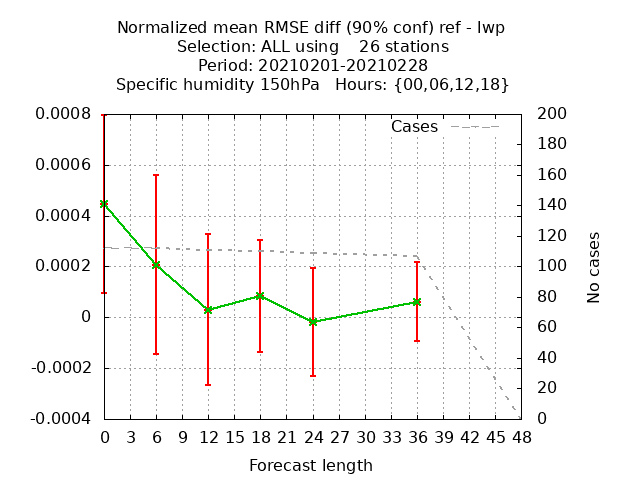 Normalized mean RMSE diff (90% conf) ref - lwp
Selection: ALL using    26 stations
Period: 20210201-20210228
Specific humidity 150hPa   Hours: {00,06,12,18}
Cases
0.0008
0.0006
0.0004
0.0002
0
-0.0002
-0.0004
200
180
160
140
120
100
80
60
40
20
0
No cases
0 3 6 9 12 15 18 21 24 27 30 33 36 39 42 45 48
Forecast length